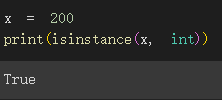 x = 200
print(isinstance(x, int))
True